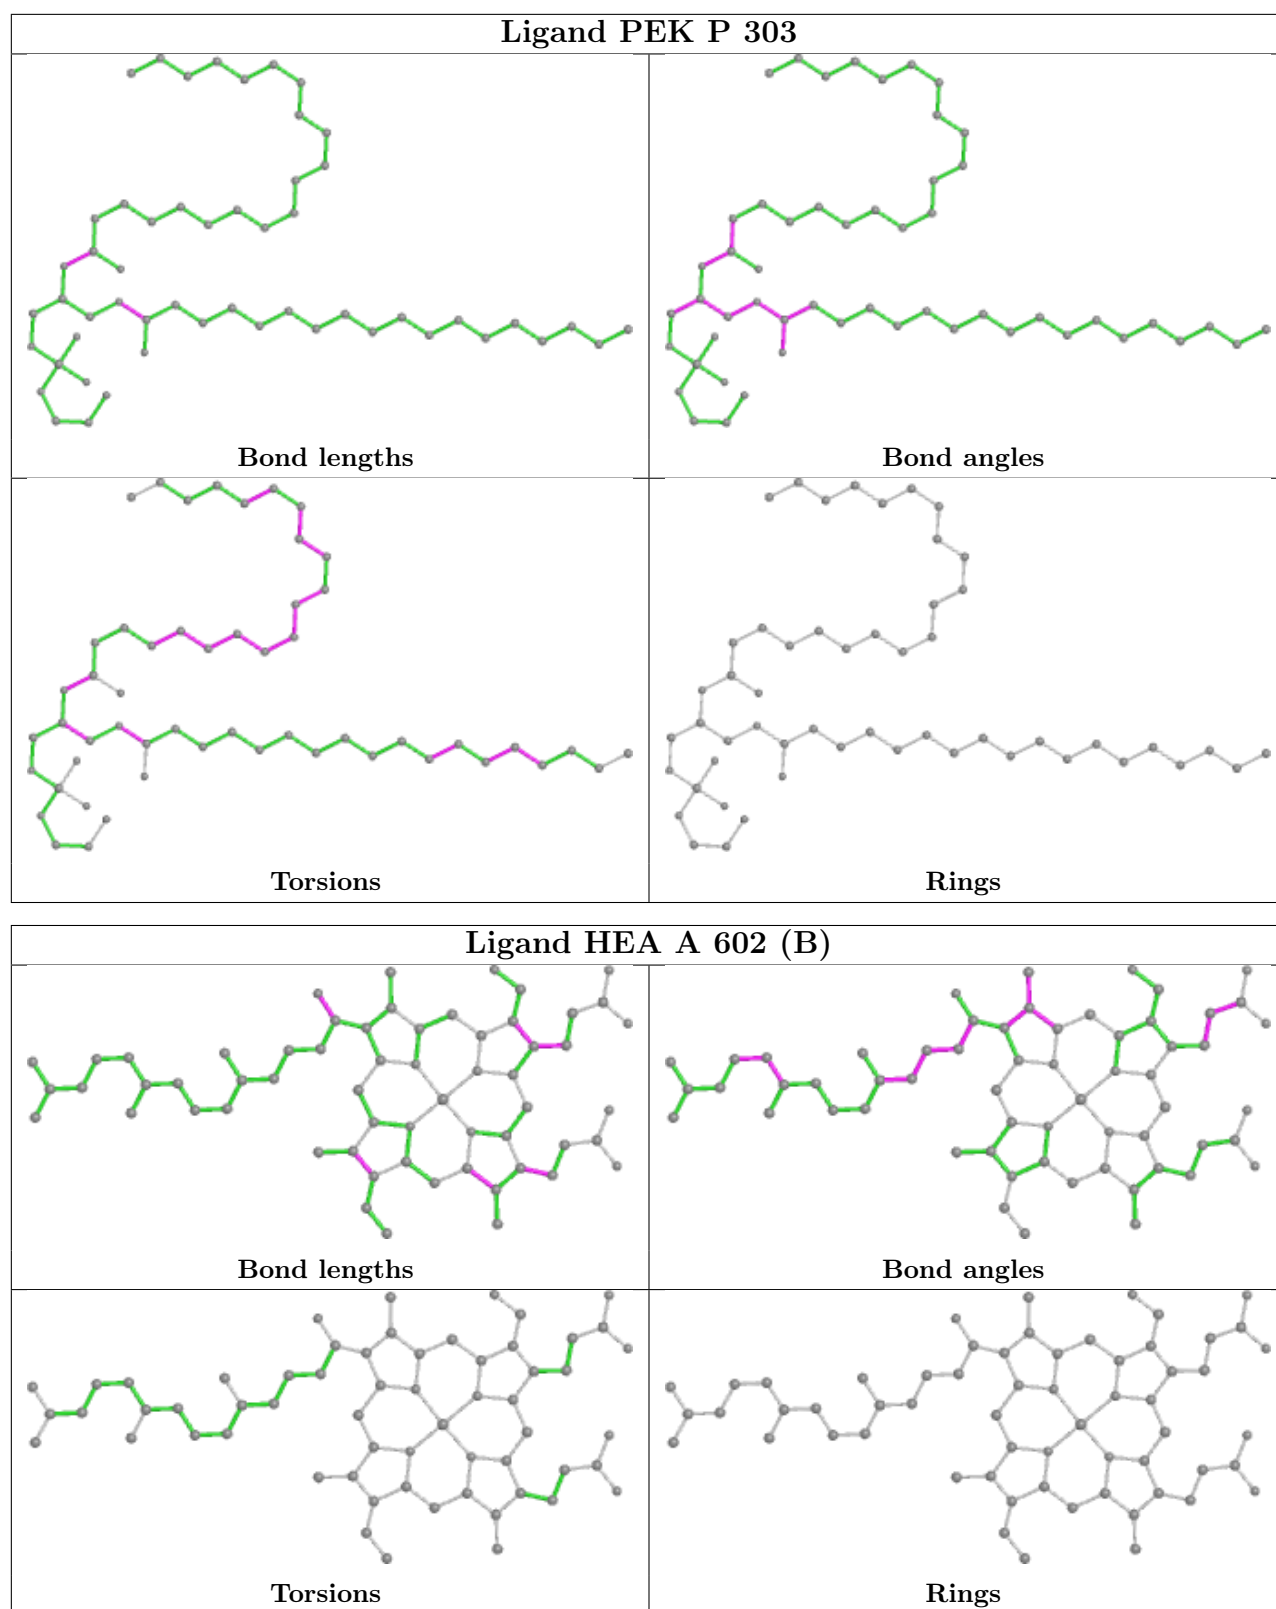 Ligand PEK P 303
Bond lengths
Bond angles
Torsions
Rings
Ligand HEA A 602 (B)
Bond lengths
Bond angles
Torsions
Rings